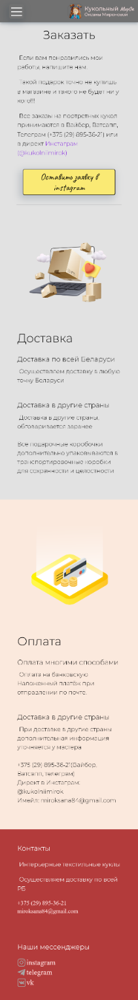 Кукольный МирОк
Оксаны Мироновой
Заказать
Если вам понравились мои
работы, напишите нам.
Такой подарок точно не купишь
в магазине и такого не будет ни у
кого!!!
Все заказы на портретных кукол
принимаются в Вайбер, Ватсапп,
Телеграм (+375 (29) 895-36-21) или
в директ Инстаграм
(@kukolniimirok)
Оставить заявку в
instagram
Доставка
Доставка по всей Беларуси
Осуществляем доставку в любую
точку Беларуси
Доставка в другие страны
Доставка в другие страны,
обговаривается заранее
Все подарочные коробочки
дополнительно упаковываются в
транспортировочные коробки
для сохранности и целостности
Оплата
Оплата многими способами
Оплата на банковскую
Наложенный платёж при
отправлении по почте.
Доставка в другие страны
При доставке в другие страны
дополнительная информация
уточняется у мастера
+375 (29) 895-36-21(Вайбер,
Ватсапп, телеграм)
Директ в Инстаграм:
@kukolniimirok
Имейл: miroksana84@gmail.com
Контакты
Интерьерные текстильные куклы
Осуществляем доставку по всей
РБ
+375 (29) 895-36-21
miroksana84@gmail.com
Наши мессенджеры
instagram
telegram
vk